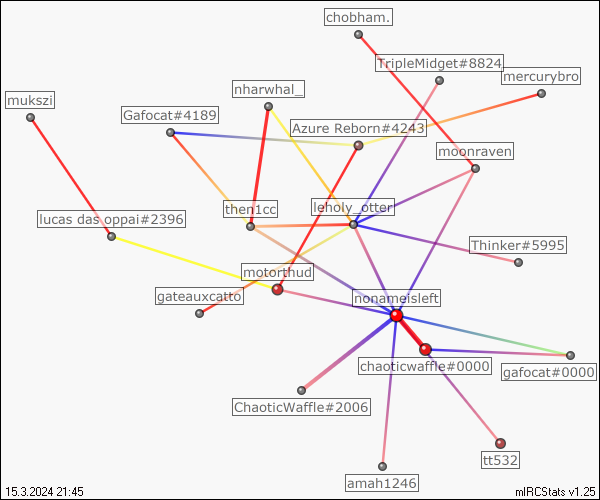 chobham.
TripleMidget#8824
mercurybro
nharwhal_
mukszi
Gafocat#4189
Azure Reborn#4243
moonraven
then1cc
leholy_otter
lucas das oppai#2396
Thinker#5995
motorthud
gateauxcatto
nonameisleft
chaoticwaffle#0000
gafocat#0000
ChaoticWaffle#2006
tt532
amah1246
15.3.2024 21:45
mIRCStats v1.25